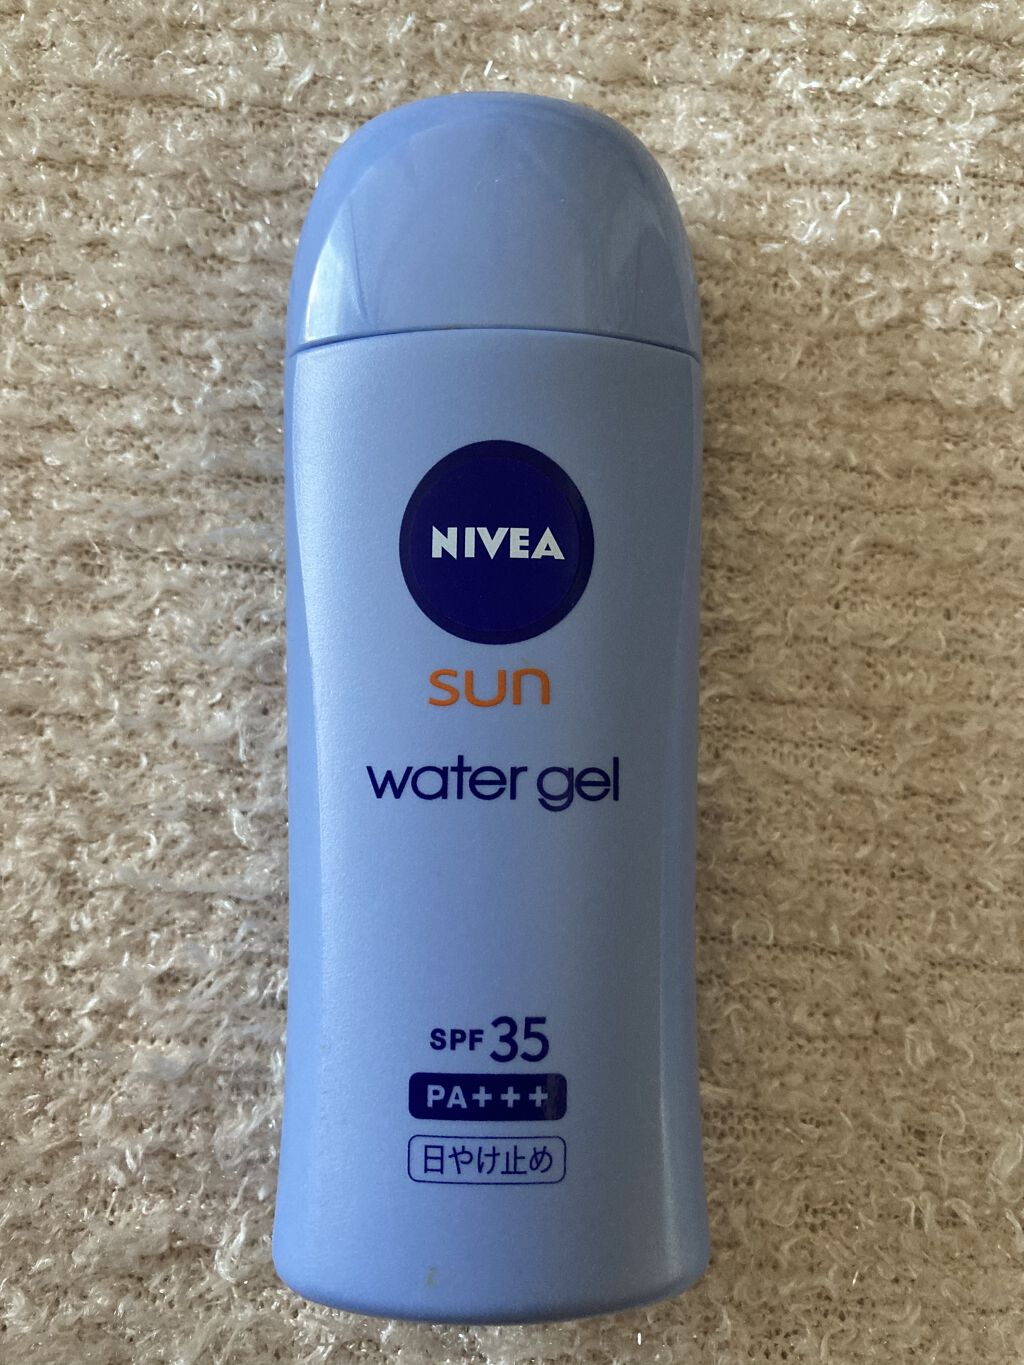 NIVEA
sun
water gel
SPF 35
PA+++
日やけ止め